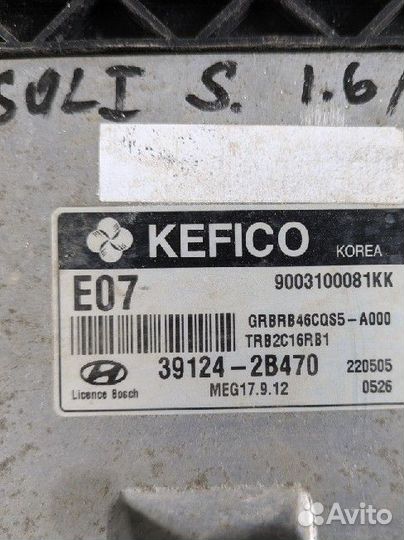 SOLI S. 1.6/
KEFICO KOREA
E07
9003100081KK
GRBRB46CQS5-A000
TRB2C16RB1
39124-2B470 220505
Licence Bosch MEG17.9.12 0526
Avito